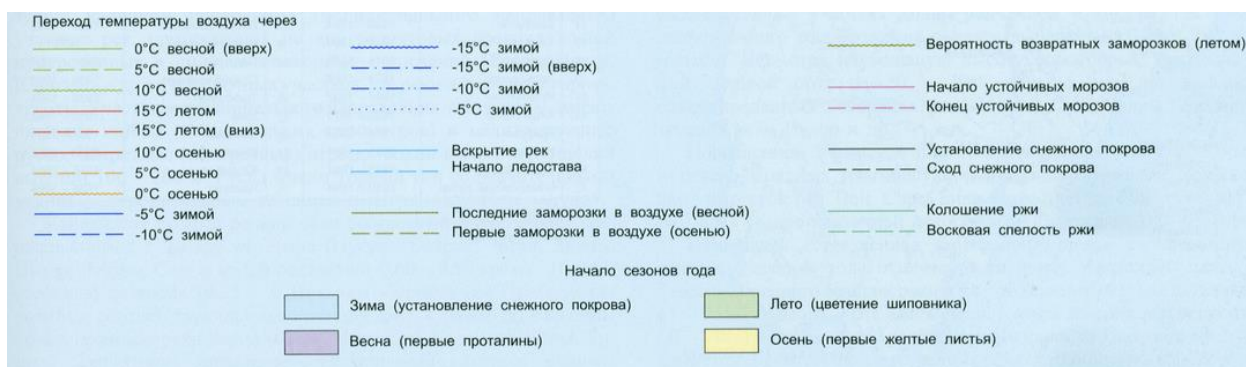 Переход температуры воздуха через
0°C весной (вверх)
5°C весной
10°C весной
15°C летом
15°C летом (вниз)
10°C осенью
5°C осенью
0°C осенью
-5°C зимой
-10°C зимой
-15°C зимой
-15°C зимой (вверх)
-10°C зимой
-5°C зимой
Вскрытие рек
Начало ледостава
Последние заморозки в воздухе (весной)
Первые заморозки в воздухе (осенью)
Вероятность возвратных заморозков (летом)
Начало устойчивых морозов
Конец устойчивых морозов
Установление снежного покрова
Сход снежного покрова
Колошение ржи
Восковая спелость ржи
Начало сезонов года
Зима (установление снежного покрова)
Весна (первые проталины)
Лето (цветение шиповника)
Осень (первые желтые листья)